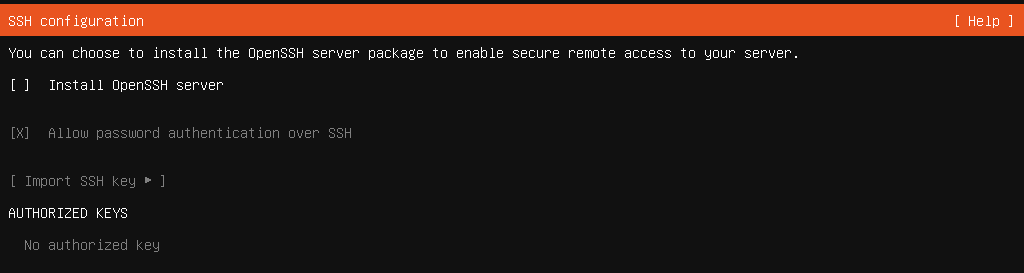 SSH configuration [ Help ]
You can choose to install the OpenSSH server package to enable secure remote access to your server.
[ ] Install OpenSSH server
[X] Allow password authentication over SSH
[ Import SSH key ▸ ]
AUTHORIZED KEYS
No authorized key